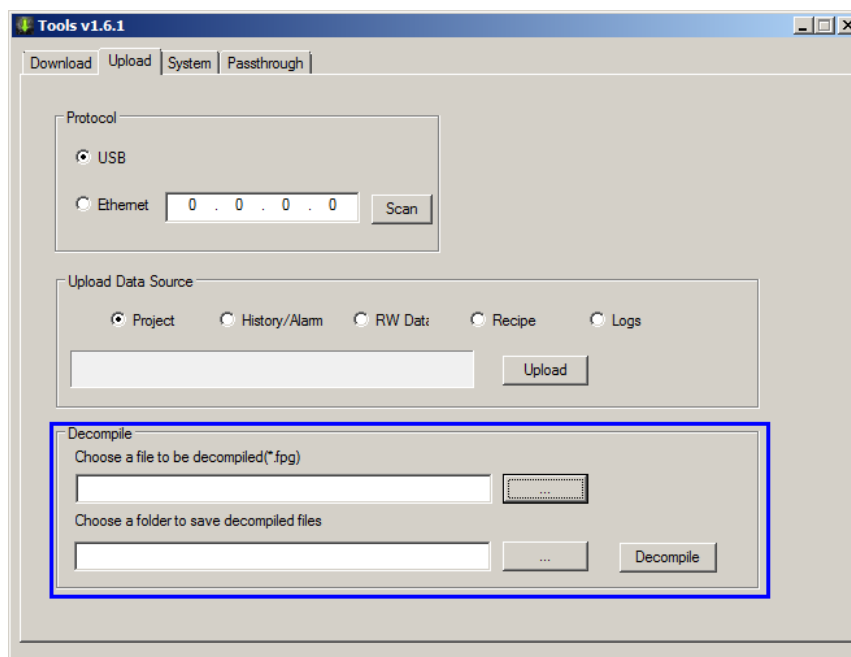 Tools v1.6.1
Download Upload System Passthrough
Protocol
USB
Ethernet 0 . 0 . 0 . 0 Scan
Upload Data Source
Project History/Alarm RW Data Recipe Logs
Upload
Decompile
Choose a file to be decompiled(*.fpg)
...
Choose a folder to save decompiled files
... Decompile